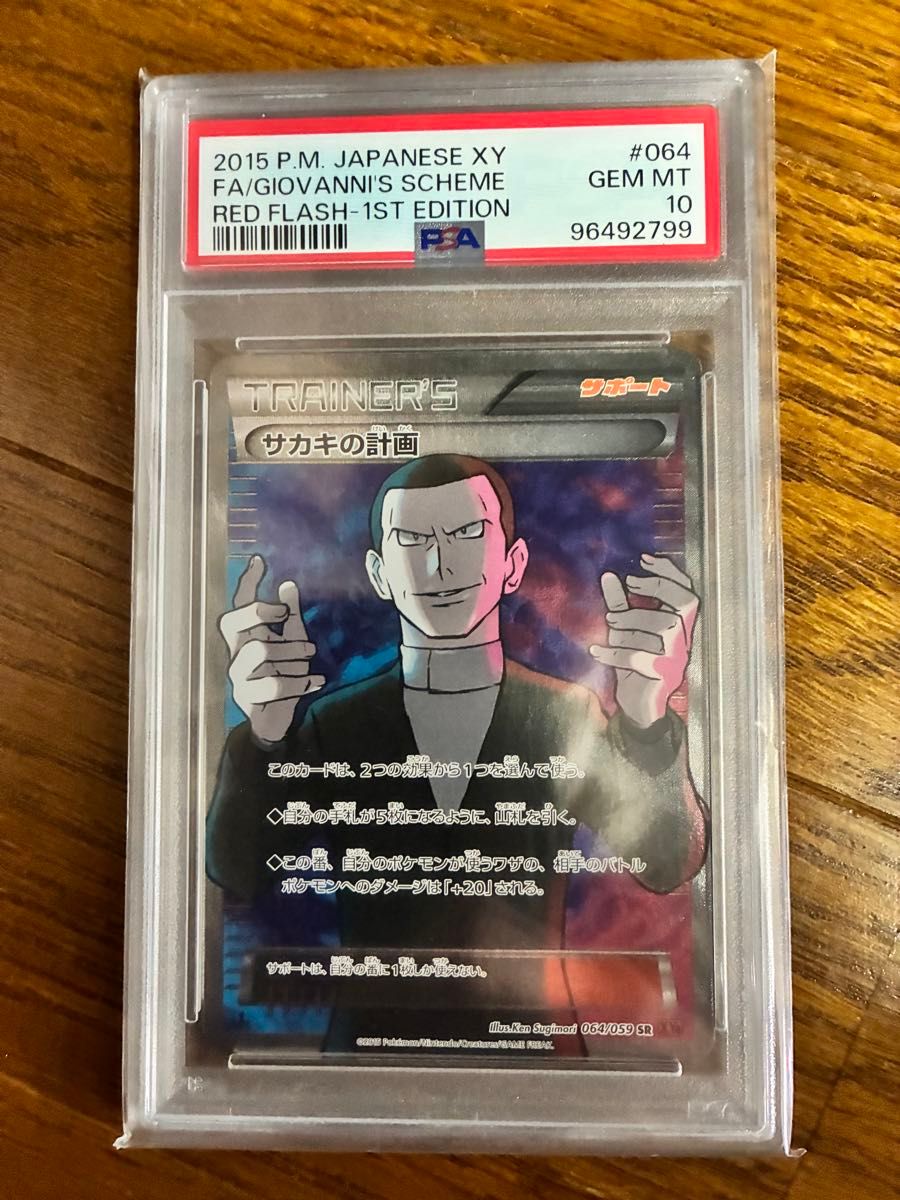 2015 P.M. JAPANESE XY #064
FA/GIOVANNI'S SCHEME GEM MT
RED FLASH-1ST EDITION 10
PSA 96492799
TRAINER'S サポート
サカキの計画
このカードは、2つの効果から1つを選んで使う。
◇自分の手札が5枚になるように、山札を引く。
◇この番、自分のポケモンが使うワザの、相手のバトル
ポケモンへのダメージは「+20」される。
サポートは、自分の番に1枚しか使えない。
Illus.Ken Sugimori 064/059 SR
©2015 Pokémon/Nintendo/Creatures/GAME FREAK.